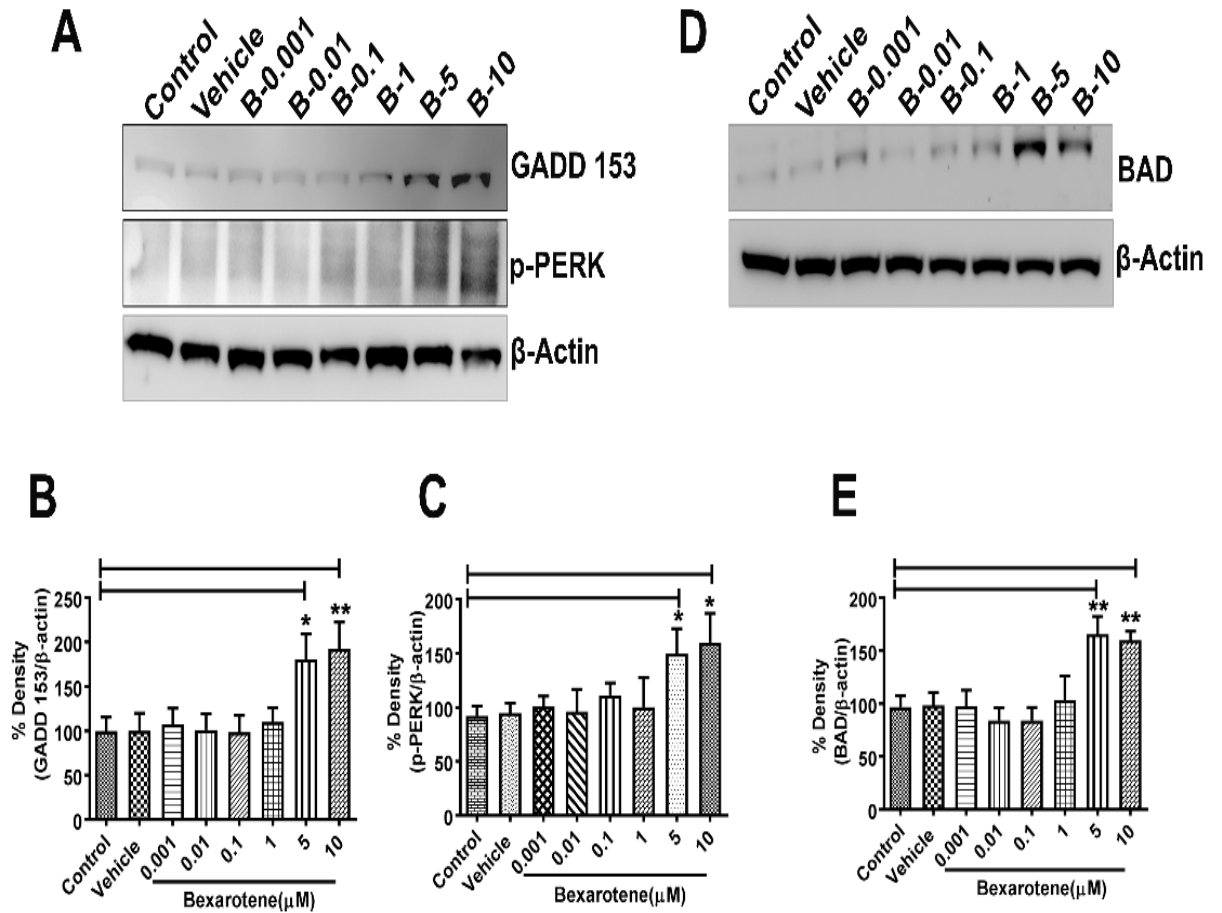 A
Control
Vehicle
B-0.001
B-0.01
B-0.1
B-1
B-5
B-10
GADD 153
p-PERK
β-Actin
D
Control
Vehicle
B-0.001
B-0.01
B-0.1
B-1
B-5
B-10
BAD
β-Actin
B
% Density
(GADD 153/β-actin)
250
200
150
100
50
0
*
**
Control
Vehicle
0.001
0.01
0.1
1
5
10
Bexarotene(μM)
C
% Density
(p-PERK/β-actin)
200
150
100
50
0
*
*
Control
Vehicle
0.001
0.01
0.1
1
5
10
Bexarotene(μM)
E
% Density
(BAD/β-actin)
200
150
100
50
0
**
**
Control
Vehicle
0.001
0.01
0.1
1
5
10
Bexarotene(μM)